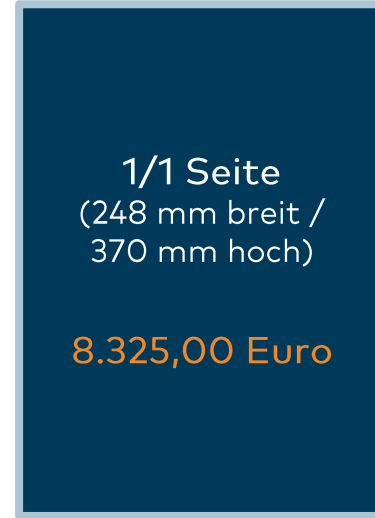 1/1 Seite
(248 mm breit /
370 mm hoch)
8.325,00 Euro